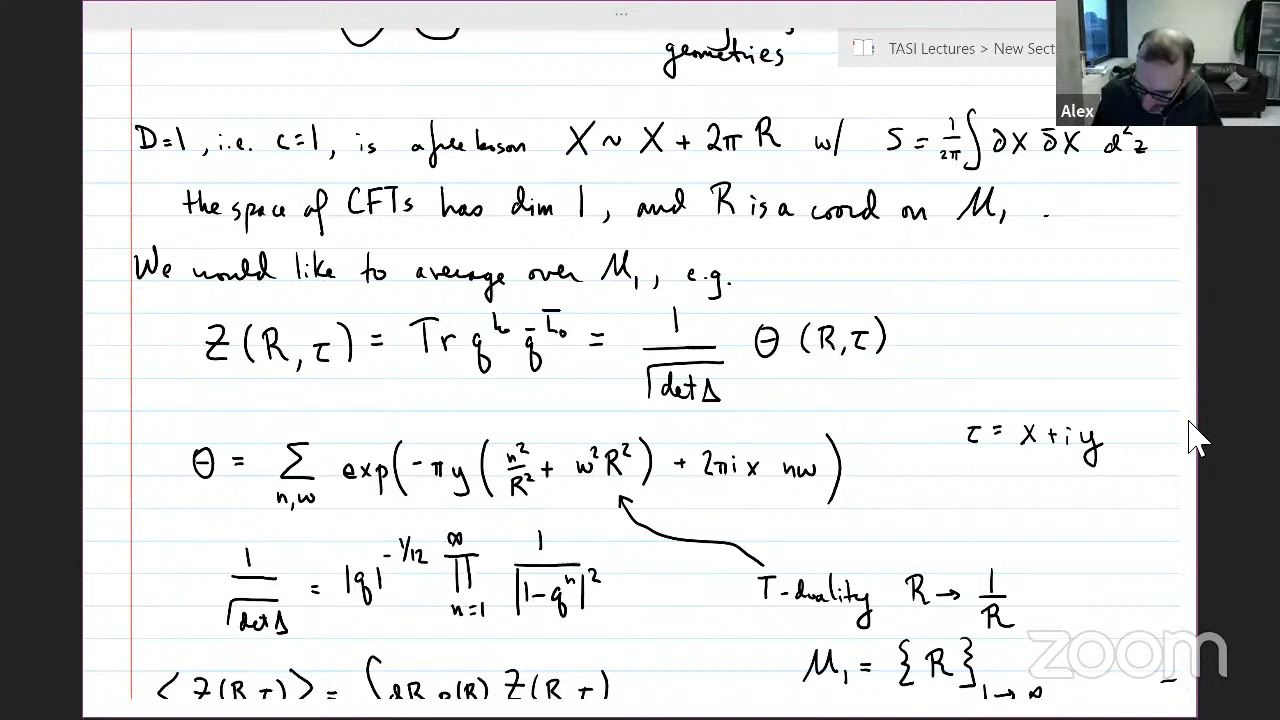 geometries
TASI Lectures > New Sect
Alex
D=1, i.e. c=1, is a free boson X ~ X + 2π R w/ S = 1/2π ∫ ∂X ∂̄X d²z
the space of CFTs has dim 1, and R is a coord on M₁.
We would like to average over M₁, e.g.
Z(R,τ) = Tr q^{L₀} q̄^{L̄₀} = 1/√(det Δ) Θ(R,τ)
τ = x + iy
Θ = Σ_{n,w} exp(-πy(n²/R² + w²R²) + 2πi x nw)
1/√(det Δ) = |q|^{-1/12} ∏_{n=1}^{∞} 1/|1-qⁿ|²
T-duality R → 1/R
M₁ = {R}_{1→∞}
⟨Z(R,τ)⟩ = ∫ dR ρ(R) Z(R,τ)
zoom